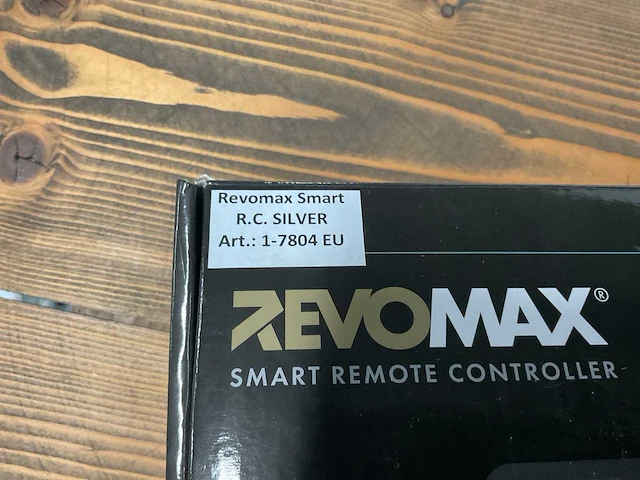 Revomax Smart
R.C. SILVER
Art.: 1-7804 EU
REVOMAX®
SMART REMOTE CONTROLLER